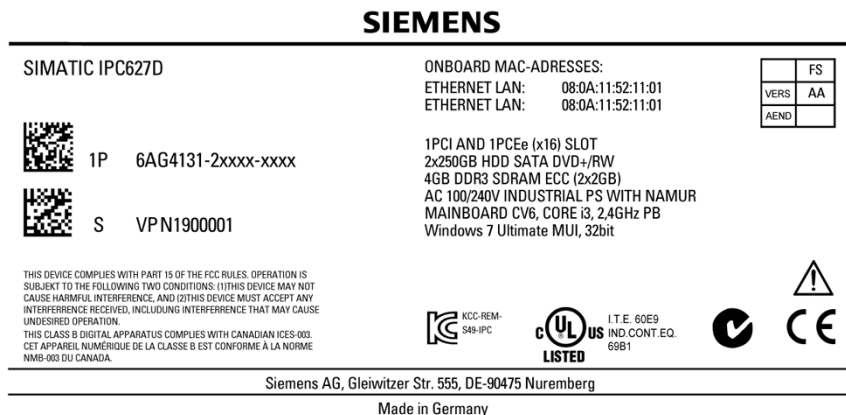 SIEMENS
SIMATIC IPC627D
1P 6AG4131-2xxxx-xxxx
S VPN1900001
ONBOARD MAC-ADRESSES:
ETHERNET LAN: 08:0A:11:52:11:01
ETHERNET LAN: 08:0A:11:52:11:01
FS
VERS AA
AEND
1PCI AND 1PCEe (x16) SLOT
2x250GB HDD SATA DVD+/RW
4GB DDR3 SDRAM ECC (2x2GB)
AC 100/240V INDUSTRIAL PS WITH NAMUR
MAINBOARD CV6, CORE i3, 2,4GHz PB
Windows 7 Ultimate MUI, 32bit
THIS DEVICE COMPLIES WITH PART 15 OF THE FCC RULES. OPERATION IS
SUBJEKT TO THE FOLLOWING TWO CONDITIONS: (1)THIS DEVICE MAY NOT
CAUSE HARMFUL INTERFERENCE, AND (2)THIS DEVICE MUST ACCEPT ANY
INTERFERRENCE RECEIVED, INCLUDUNG INTERFERRENCE THAT MAY CAUSE
UNDESIRED OPERATION.
THIS CLASS B DIGITAL APPARATUS COMPLIES WITH CANADIAN ICES-003.
CET APPAREIL NUMÉRIQUE DE LA CLASSE B EST CONFORME À LA NORME
NMB-003 DU CANADA.
KCC-REM-
S49-IPC
c UL US
LISTED
I.T.E. 60E9
IND.CONT.EQ.
69B1
CE
Siemens AG, Gleiwitzer Str. 555, DE-90475 Nuremberg
Made in Germany